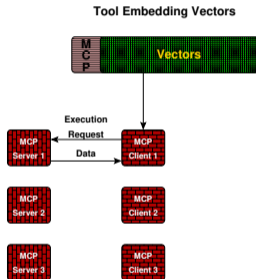 Tool Embedding Vectors
MCP
Vectors
Execution
Request
Data
MCP
Server 1
MCP
Client 1
MCP
Server 2
MCP
Client 2
MCP
Server 3
MCP
Client 3